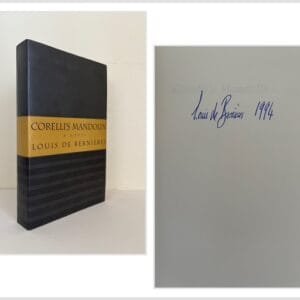 CORELLI'S MANDOLIN
A NOVEL
LOUIS DE BERNIÈRES
Louis de Bernières 1994